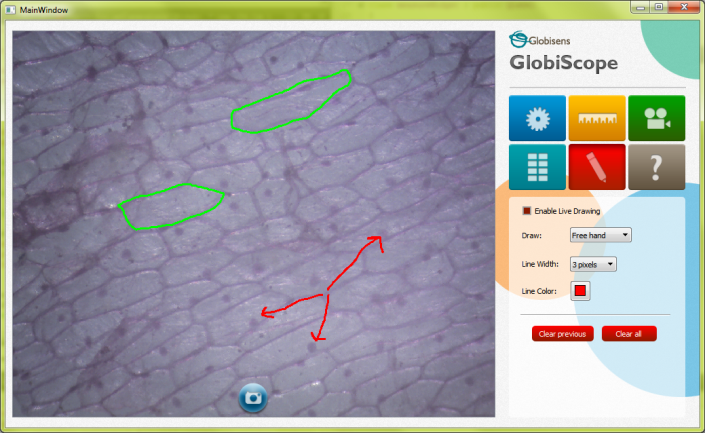 MainWindow
Globisens
GlobiScope
?
Enable Live Drawing
Draw: Free hand
Line Width: 3 pixels
Line Color:
Clear previous Clear all